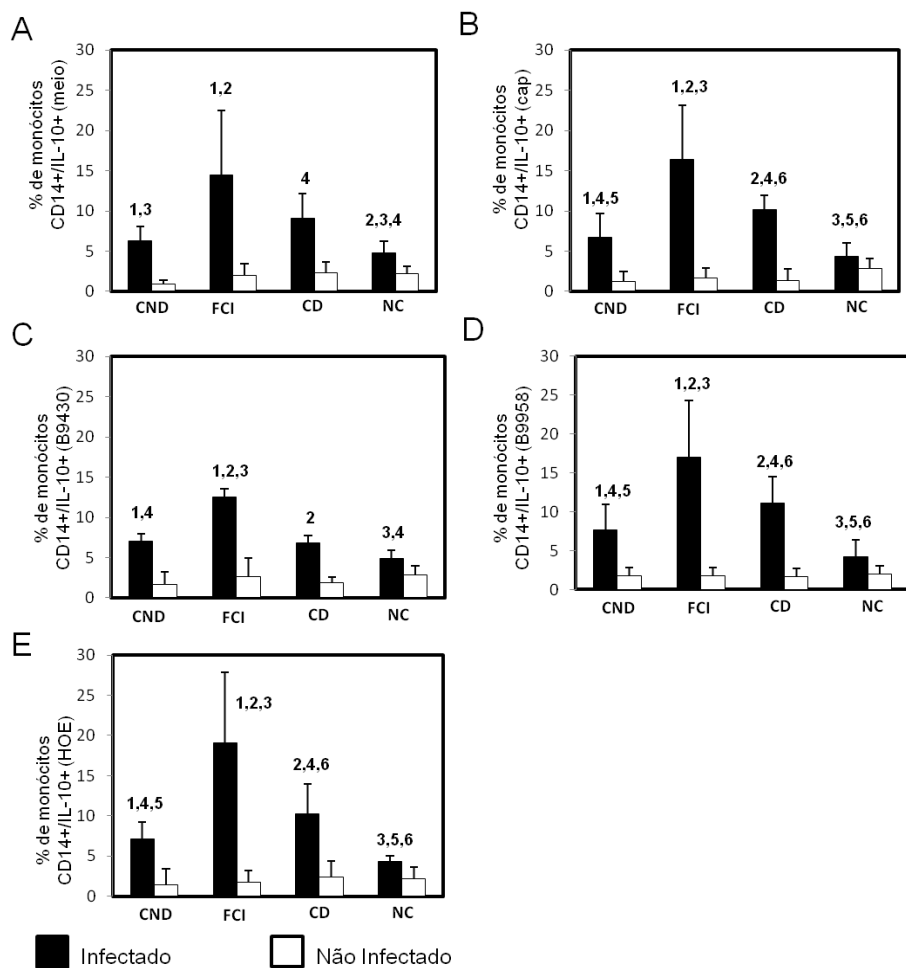 A
% de monócitos
CD14+/IL-10+ (meio)
30
25
20
15
10
5
0
1,3
1,2
4
2,3,4
CND
FCI
CD
NC
B
% de monócitos
CD14+/IL-10+ (cap)
30
25
20
15
10
5
0
1,4,5
1,2,3
2,4,6
3,5,6
CND
FCI
CD
NC
C
% de monócitos
CD14+/IL-10+ (B9430)
30
25
20
15
10
5
0
1,4
1,2,3
2
3,4
CND
FCI
CD
NC
D
% de monócitos
CD14+/IL-10+ (B9958)
30
25
20
15
10
5
0
1,4,5
1,2,3
2,4,6
3,5,6
CND
FCI
CD
NC
E
% de monócitos
CD14+/IL-10+ (HOE)
30
25
20
15
10
5
0
1,4,5
1,2,3
2,4,6
3,5,6
CND
FCI
CD
NC
Infectado
Não Infectado